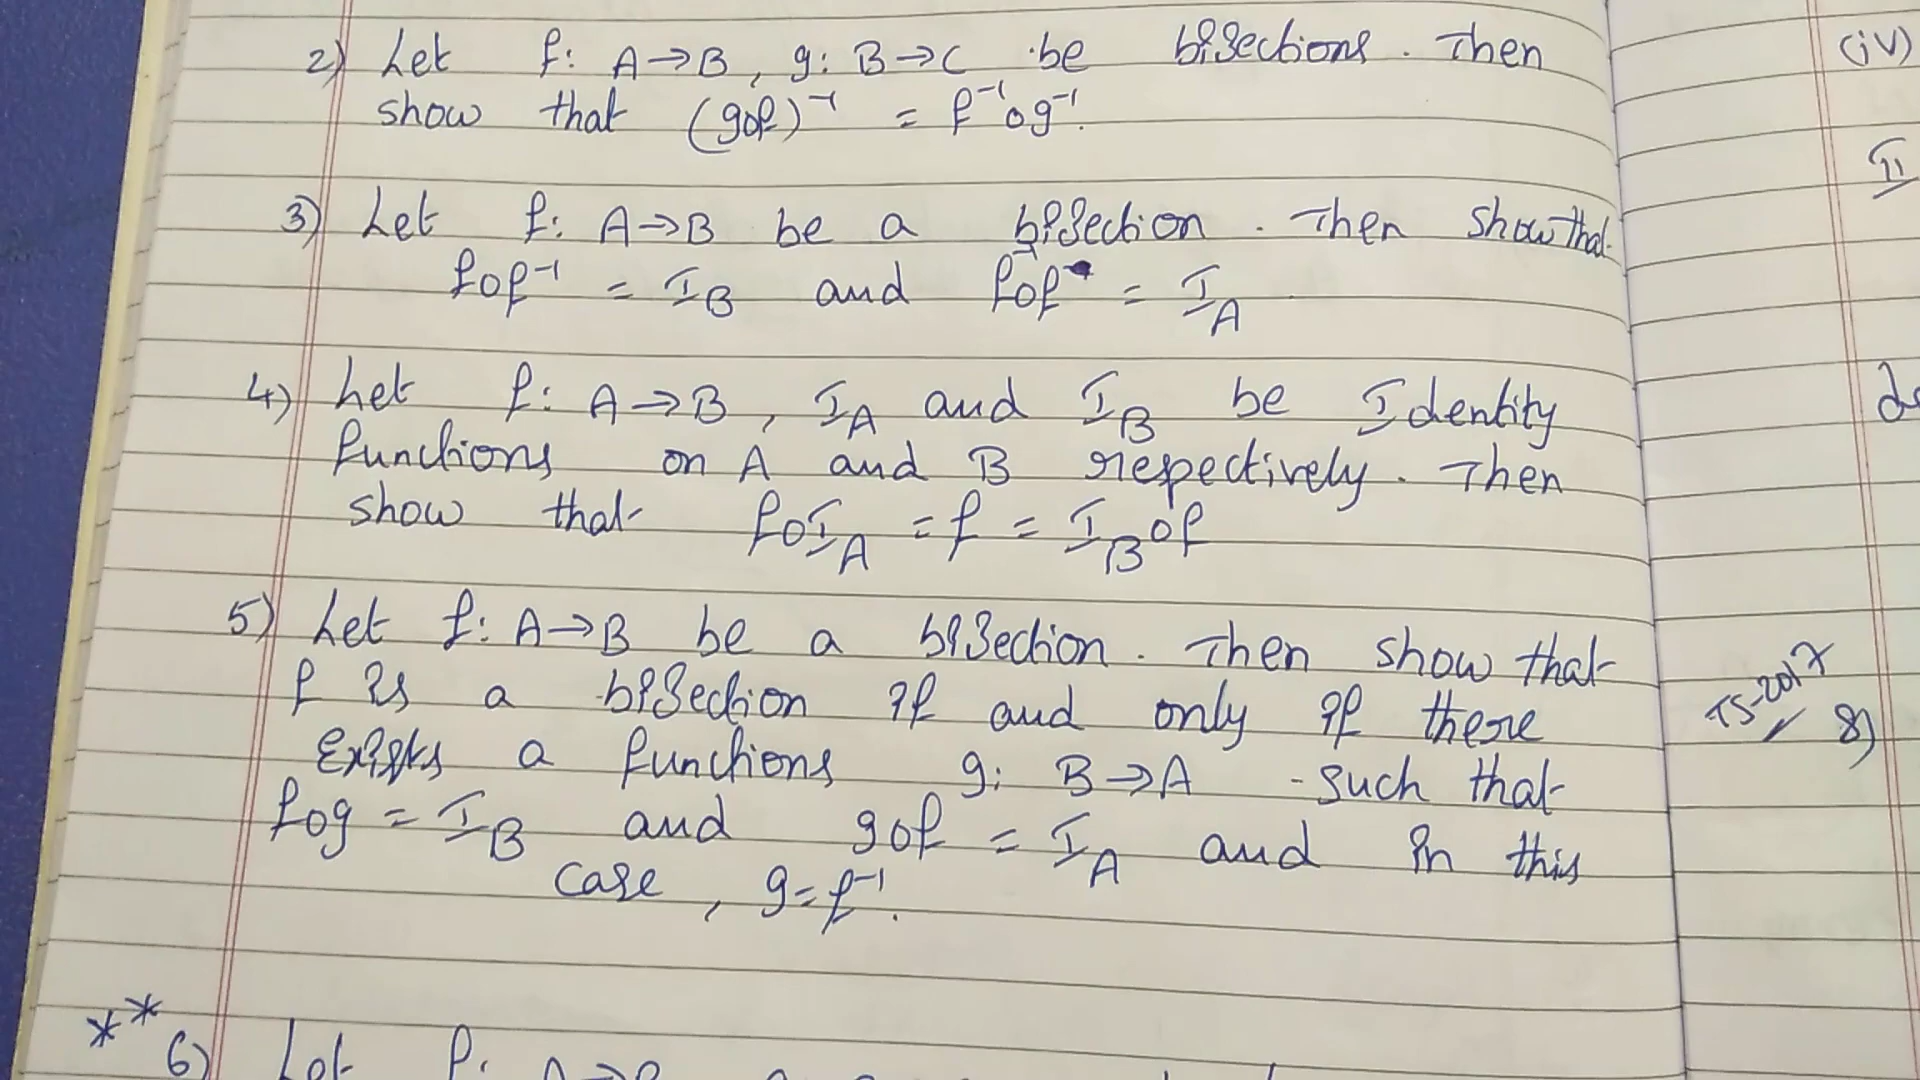 2) Let f: A→B, g: B→C be bijections. Then
show that (gof)⁻¹ = f⁻¹og⁻¹.
3) Let f: A→B be a bijection. Then show that
fof⁻¹ = I_B and f⁻¹of = I_A
4) Let f: A→B, I_A and I_B be Identity
functions on A and B respectively. Then
show that foI_A = f = I_Bof
5) Let f: A→B be a bijection. Then show that
f is a bijection if and only if there
Exists a functions g: B→A such that
fog = I_B and gof = I_A and in this
case, g=f⁻¹.
** 6) Let f: A→B
(iv)
II
TS-2017 8)